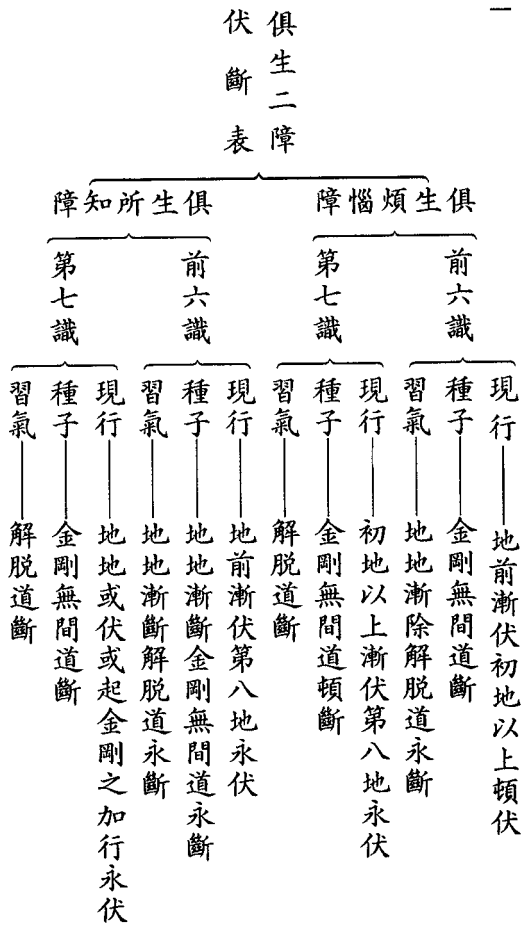 一
俱生二障
伏斷表
俱生煩惱障
前六識
現行——地前漸伏初地以上頓伏
種子——金剛無間道斷
習氣——地地漸除解脫道永斷
第七識
現行——初地以上漸伏第八地永伏
種子——金剛無間道頓斷
習氣——解脫道斷
俱生所知障
前六識
現行——地前漸伏第八地永伏
種子——地地漸斷金剛無間道永斷
習氣——地地漸斷解脫道永斷
第七識
現行——地地或伏或起金剛之加行永伏
種子——金剛無間道斷
習氣——解脫道斷